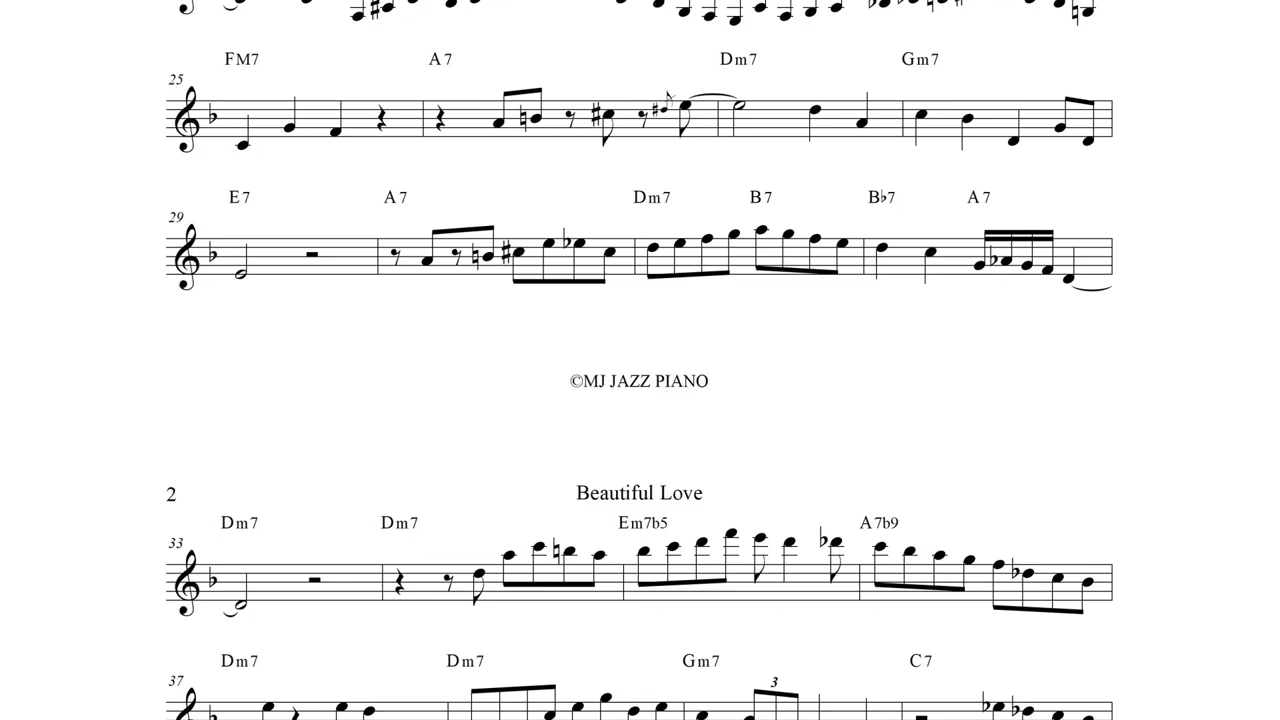 FM7 A7 Dm7 Gm7
25
E7 A7 Dm7 B7 B♭7 A7
29
©MJ JAZZ PIANO
2 Beautiful Love
Dm7 Dm7 Em7b5 A7b9
33
Dm7 Dm7 Gm7 C7
37 3